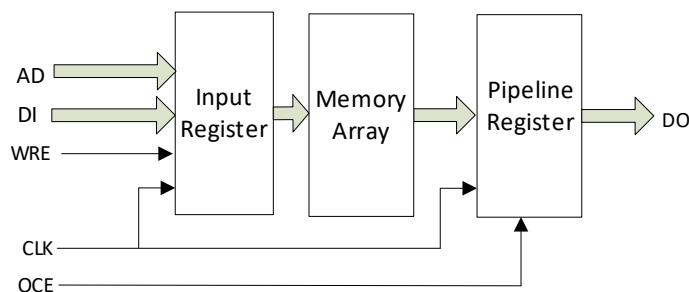 AD
DI
WRE
CLK
OCE
Input
Register
Memory
Array
Pipeline
Register
DO